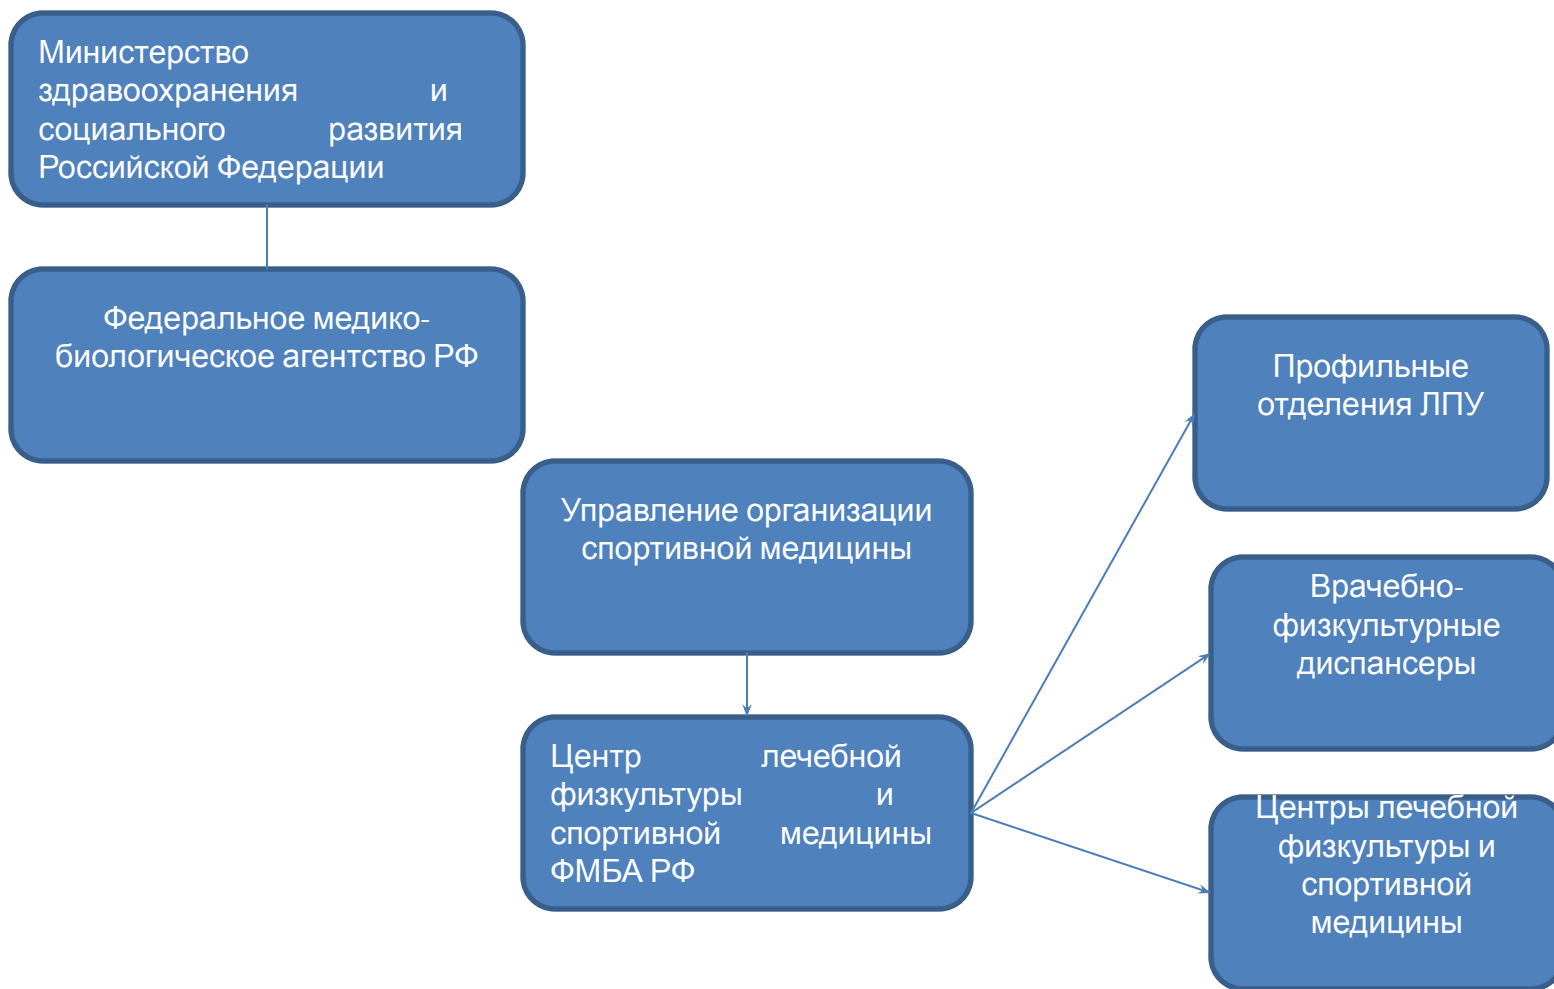 Министерство
здравоохранения и
социального развития
Российской Федерации
Федеральное медико-
биологическое агентство РФ
Управление организации
спортивной медицины
Центр лечебной
физкультуры и
спортивной медицины
ФМБА РФ
Профильные
отделения ЛПУ
Врачебно-
физкультурные
диспансеры
Центры лечебной
физкультуры и
спортивной
медицины